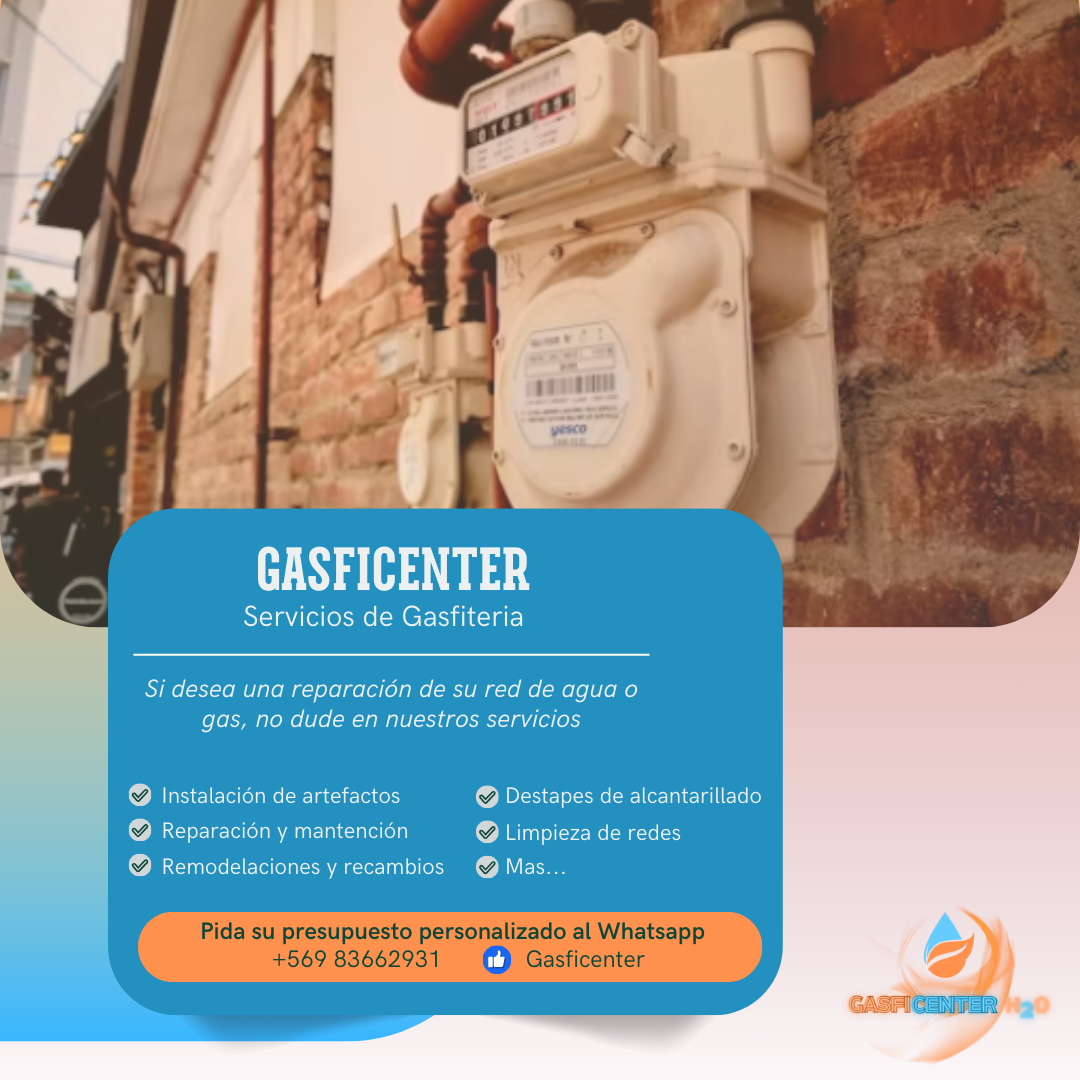 yesco
GASFICENTER
Servicios de Gasfiteria
Si desea una reparación de su red de agua o
gas, no dude en nuestros servicios
Instalación de artefactos
Reparación y mantención
Remodelaciones y recambios
Destapes de alcantarillado
Limpieza de redes
Mas...
Pida su presupuesto personalizado al Whatsapp
+569 83662931 Gasficenter
GASFICENTER H2O